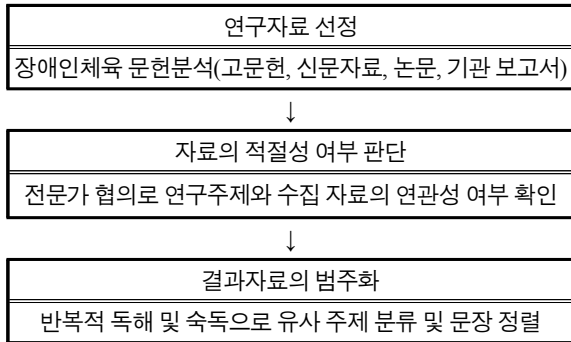 연구자료 선정
장애인체육 문헌분석(고문헌, 신문자료, 논문, 기관 보고서)
↓
자료의 적절성 여부 판단
전문가 협의로 연구주제와 수집 자료의 연관성 여부 확인
↓
결과자료의 범주화
반복적 독해 및 숙독으로 유사 주제 분류 및 문장 정렬